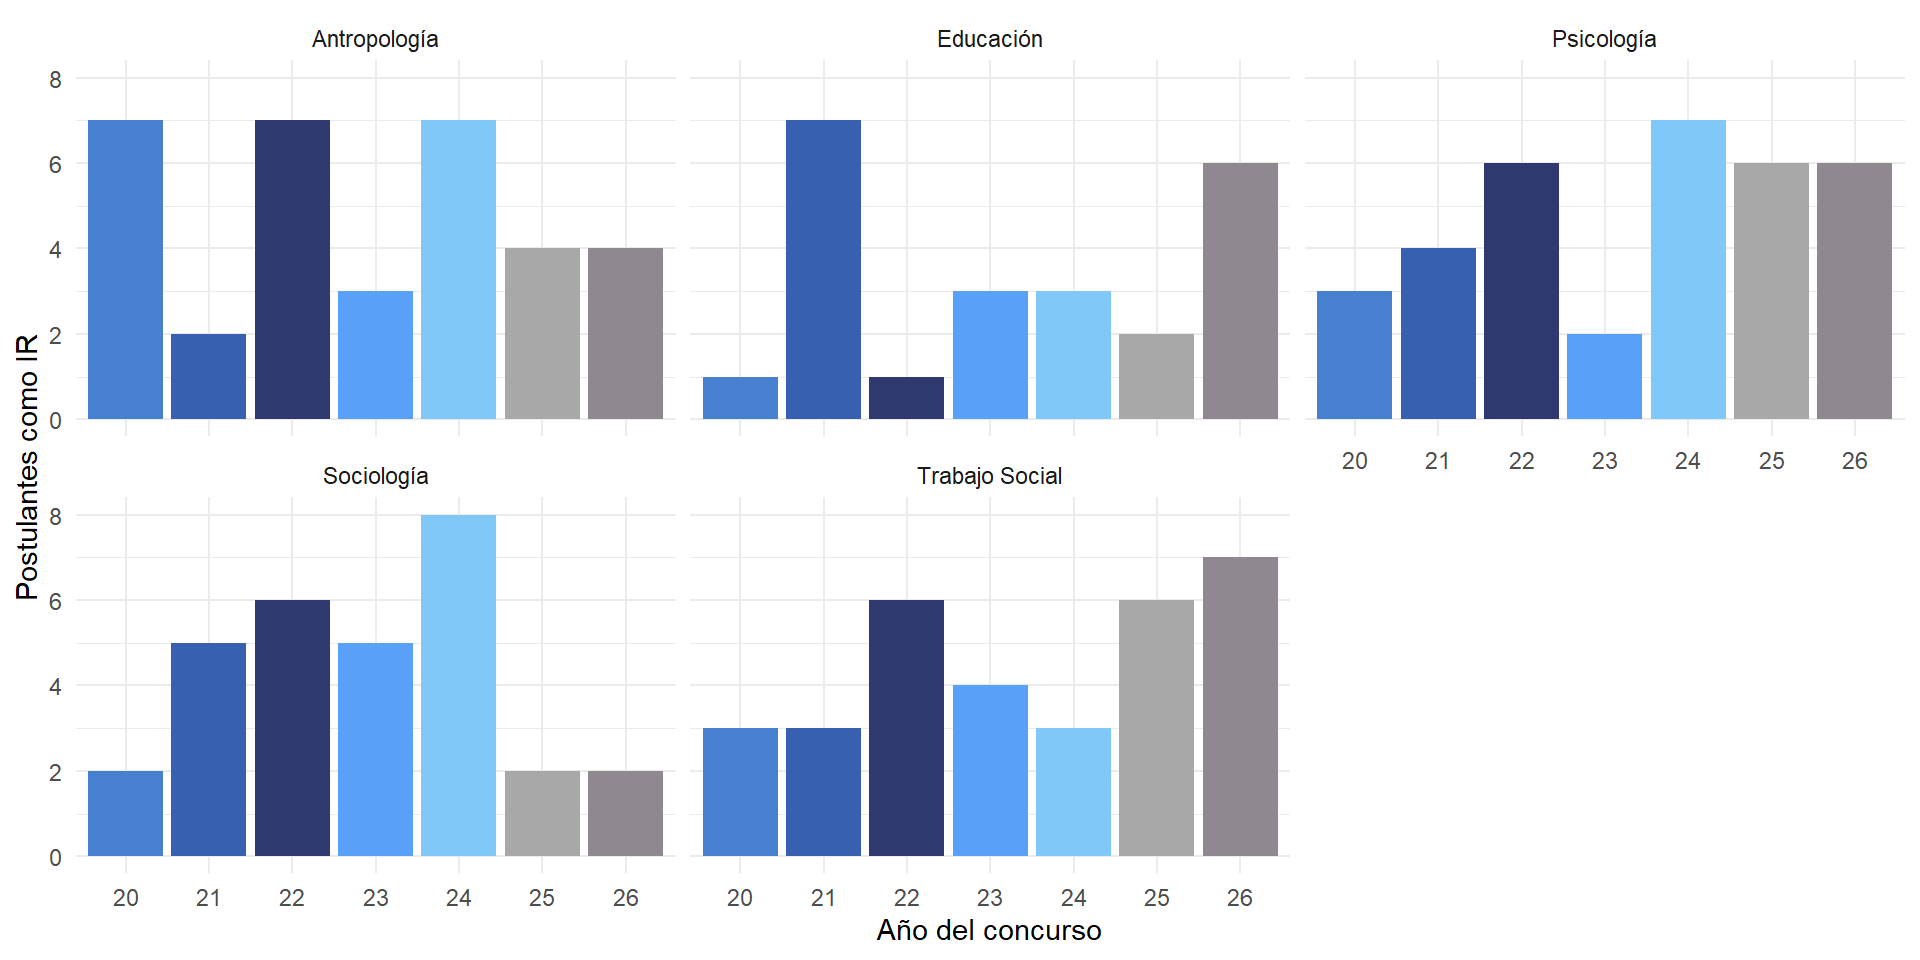 Antropología
Educación
Psicología
8
6
4
2
0
20 21 22 23 24 25 26
Sociología
Trabajo Social
8
6
4
2
0
20 21 22 23 24 25 26
20 21 22 23 24 25 26
Postulantes como IR
Año del concurso